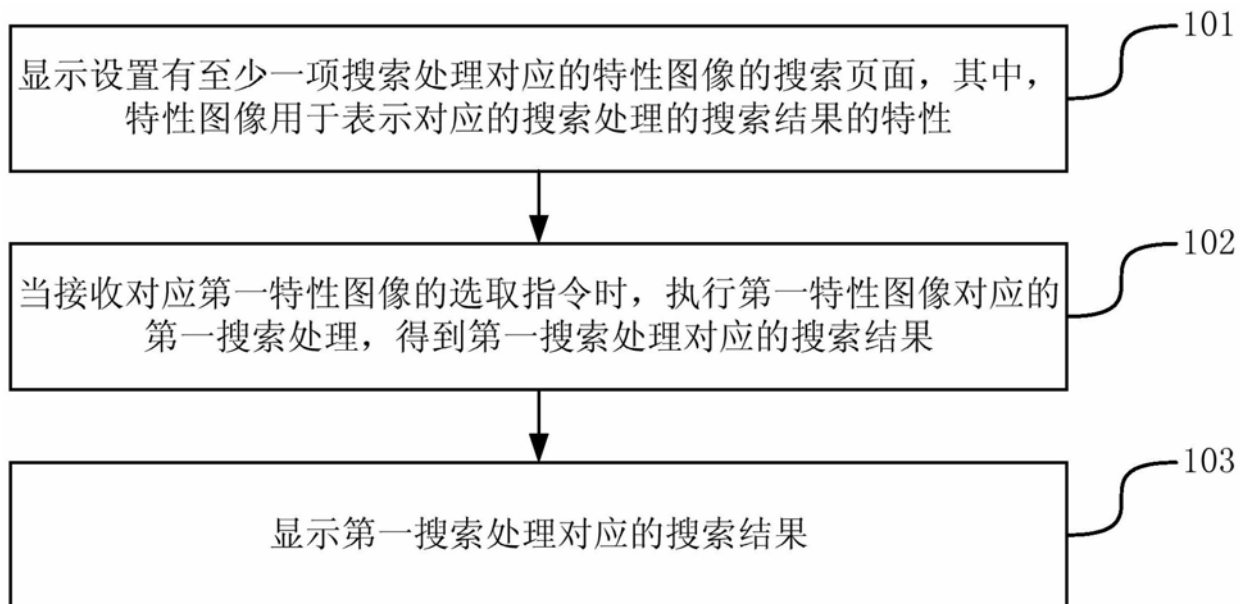 101
显示设置有至少一项搜索处理对应的特性图像的搜索页面，其中，
特性图像用于表示对应的搜索处理的搜索结果的特性
102
当接收对应第一特性图像的选取指令时，执行第一特性图像对应的
第一搜索处理，得到第一搜索处理对应的搜索结果
103
显示第一搜索处理对应的搜索结果